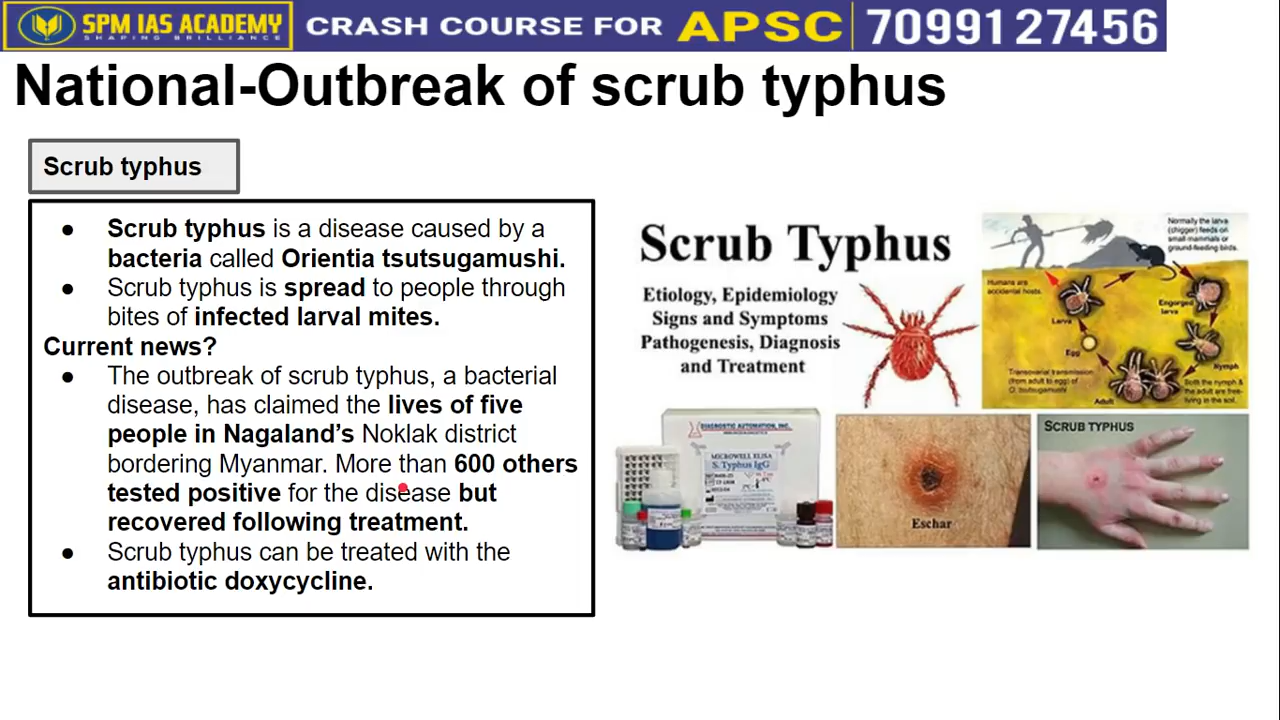 SPM IAS ACADEMY
SHAPING BRILLIANCE
CRASH COURSE FOR APSC 7099127456
National-Outbreak of scrub typhus
Scrub typhus
● Scrub typhus is a disease caused by a
bacteria called Orientia tsutsugamushi.
● Scrub typhus is spread to people through
bites of infected larval mites.
Current news?
● The outbreak of scrub typhus, a bacterial
disease, has claimed the lives of five
people in Nagaland’s Noklak district
bordering Myanmar. More than 600 others
tested positive for the disease but
recovered following treatment.
● Scrub typhus can be treated with the
antibiotic doxycycline.
Scrub Typhus
Etiology, Epidemiology
Signs and Symptoms
Pathogenesis, Diagnosis
and Treatment
Normally the larva
(chigger) feeds on
small mammals or
ground-feeding birds.
Humans are
accidental hosts.
Larva
Engorged
larva
Egg
Nymph
Transovarial transmission
(from adult to egg) of
O. tsutsugamushi
Adult
Both the nymph &
the adult are free-
living in the soil.
DIAGNOSTIC AUTOMATION, INC.
MICROWELL ELISA
S. Typhus IgG
Eschar
SCRUB TYPHUS